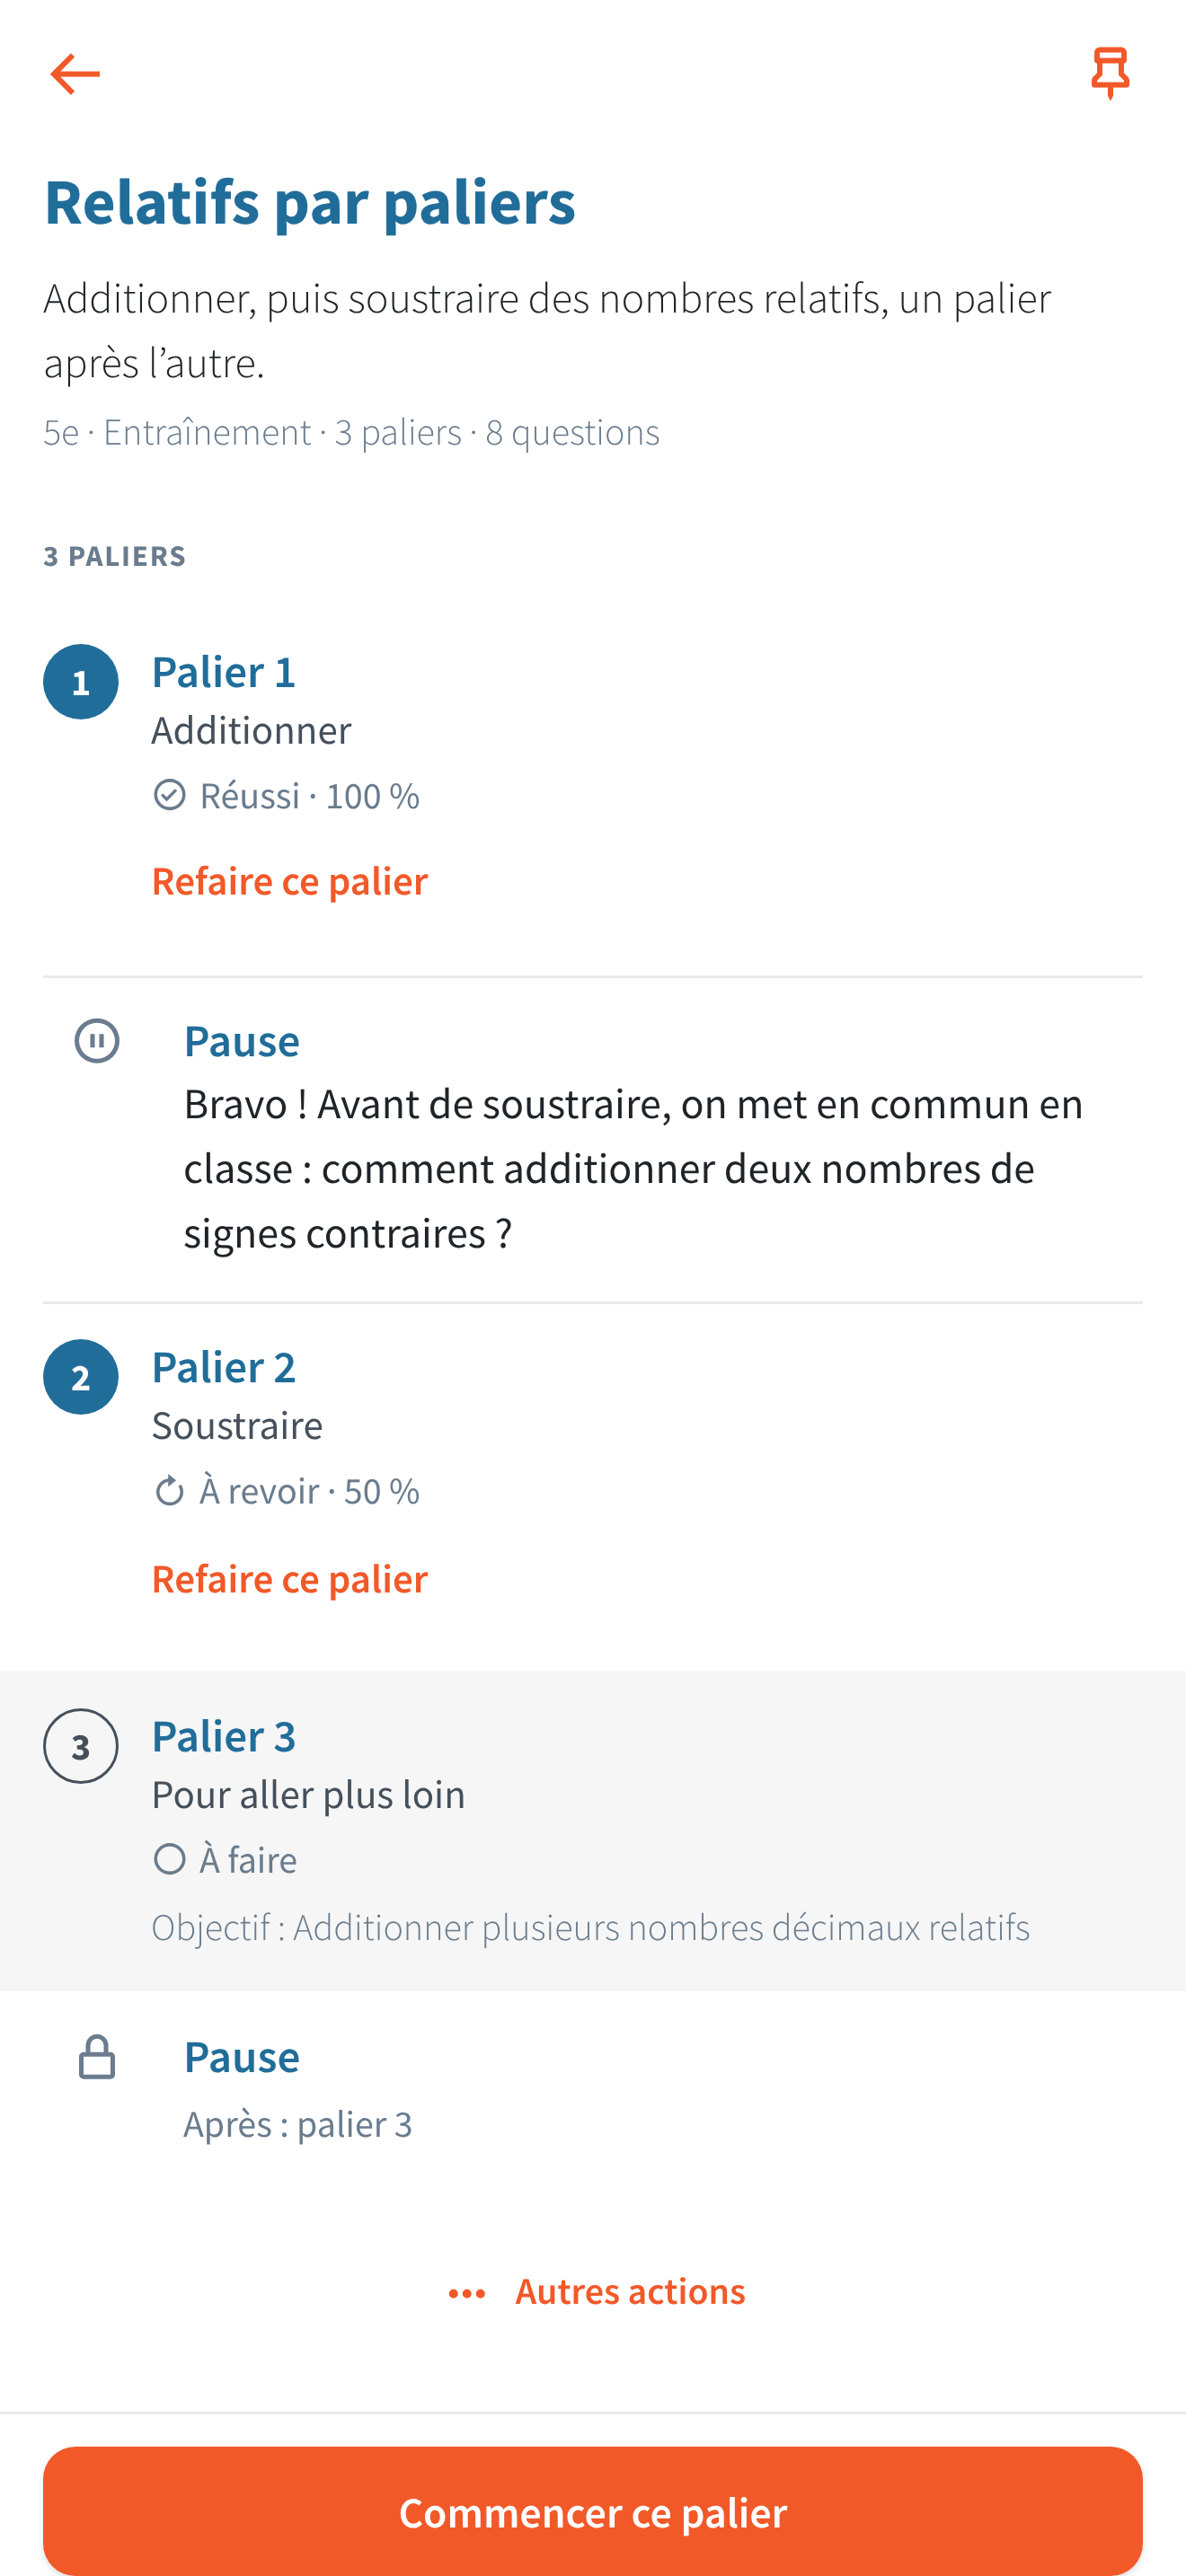 Relatifs par paliers
Additionner, puis soustraire des nombres relatifs, un palier
après l’autre.
5e · Entraînement · 3 paliers · 8 questions
3 PALIERS
1
Palier 1
Additionner
Réussi · 100 %
Refaire ce palier
Pause
Bravo ! Avant de soustraire, on met en commun en
classe : comment additionner deux nombres de
signes contraires ?
2
Palier 2
Soustraire
À revoir · 50 %
Refaire ce palier
3
Palier 3
Pour aller plus loin
À faire
Objectif : Additionner plusieurs nombres décimaux relatifs
Pause
Après : palier 3
Autres actions
Commencer ce palier